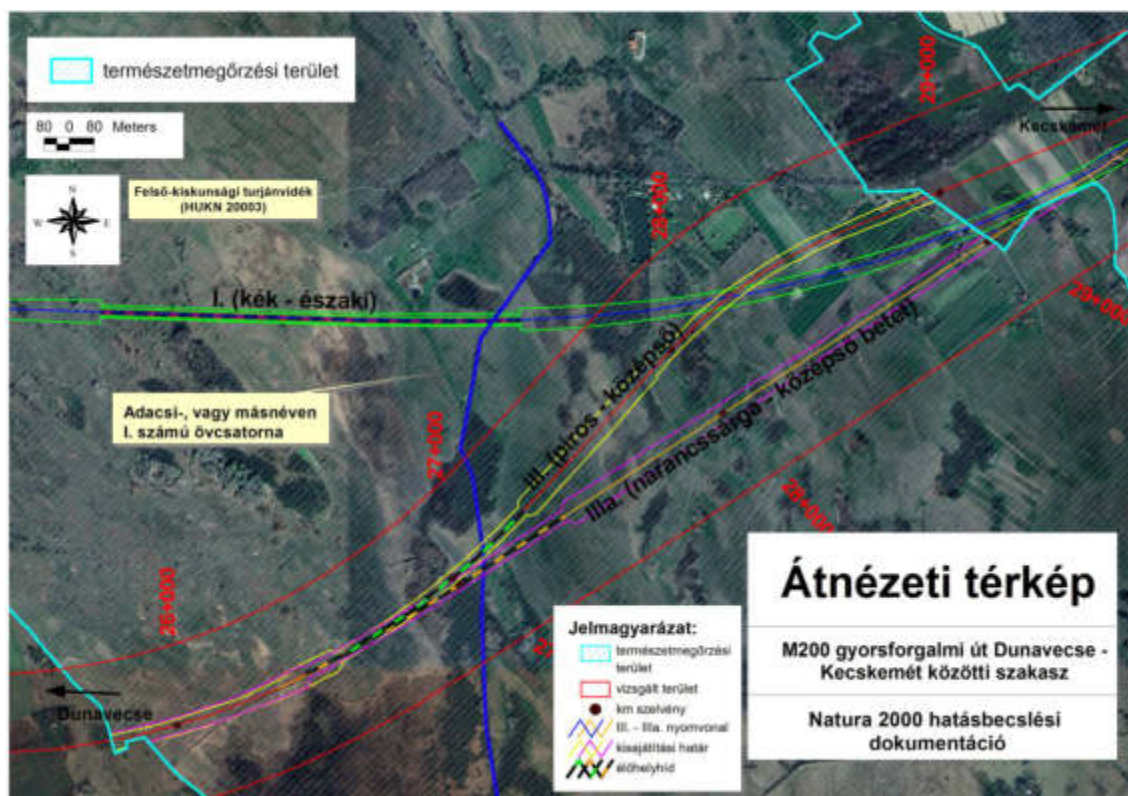 természetmegőrzési terület
80 0 80 Meters
N
W E
S
Felső-kiskunsági turjánvidék
(HUKN 20003)
29+000
Kecskemét
28+000
I. (kék - északi)
29+000
III. (piros - középső)
IIIa. (narancssárga - középső betét)
Adacsi-, vagy másnéven
I. számú övcsatorna
27+000
28+000
26+000
Dunavecse
Átnézeti térkép
M200 gyorsforgalmi út Dunavecse -
Kecskemét közötti szakasz
Natura 2000 hatásbecslési
dokumentáció
Jelmagyarázat:
természetmegőrzési
terület
vizsgált terület
km szelvény
III. - IIIa. nyomvonal
kisajátítási határ
élőhelyhíd